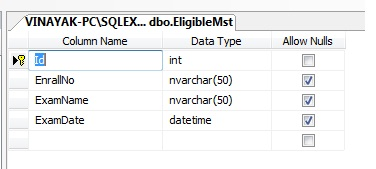 VINAYAK-PC\SQLEX... dbo.EligibleMst
Column Name Data Type Allow Nulls
Id int
EnrallNo nvarchar(50)
ExamName nvarchar(50)
ExamDate datetime